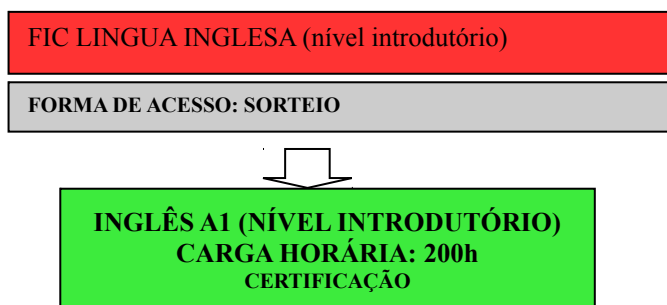 FIC LINGUA INGLESA (nível introdutório)
FORMA DE ACESSO: SORTEIO
INGLÊS A1 (NÍVEL INTRODUTÓRIO)
CARGA HORÁRIA: 200h
CERTIFICAÇÃO